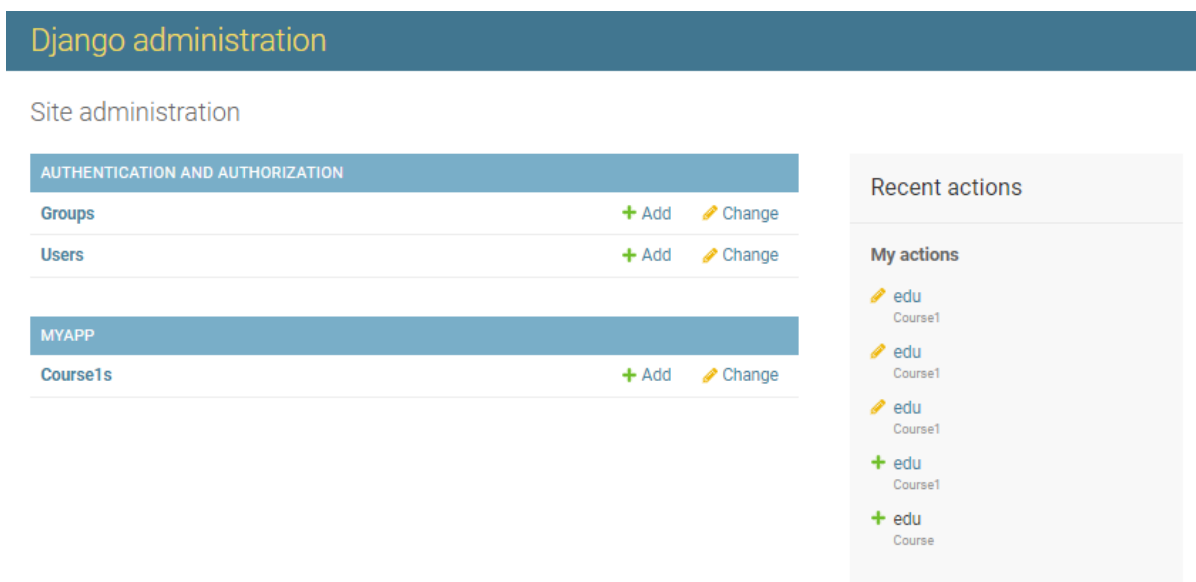 Django administration
Site administration
AUTHENTICATION AND AUTHORIZATION
Groups Add Change
Users Add Change
MYAPP
Course1s Add Change
Recent actions
My actions
edu
Course1
edu
Course1
edu
Course1
edu
Course1
edu
Course